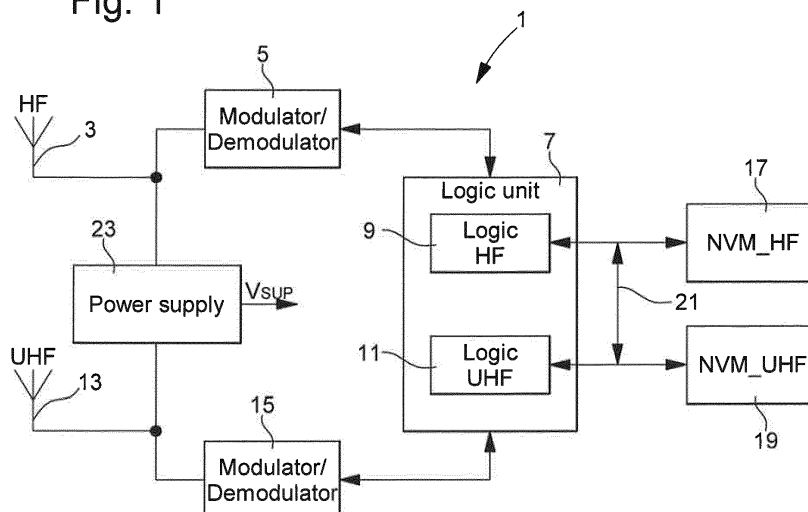 Fig. 1
1
5
HF
Modulator/
Demodulator
3
7
Logic unit
17
9
Logic
HF
NVM_HF
23
Power supply
VSUP
21
UHF
11
Logic
UHF
NVM_UHF
13
15
19
Modulator/
Demodulator